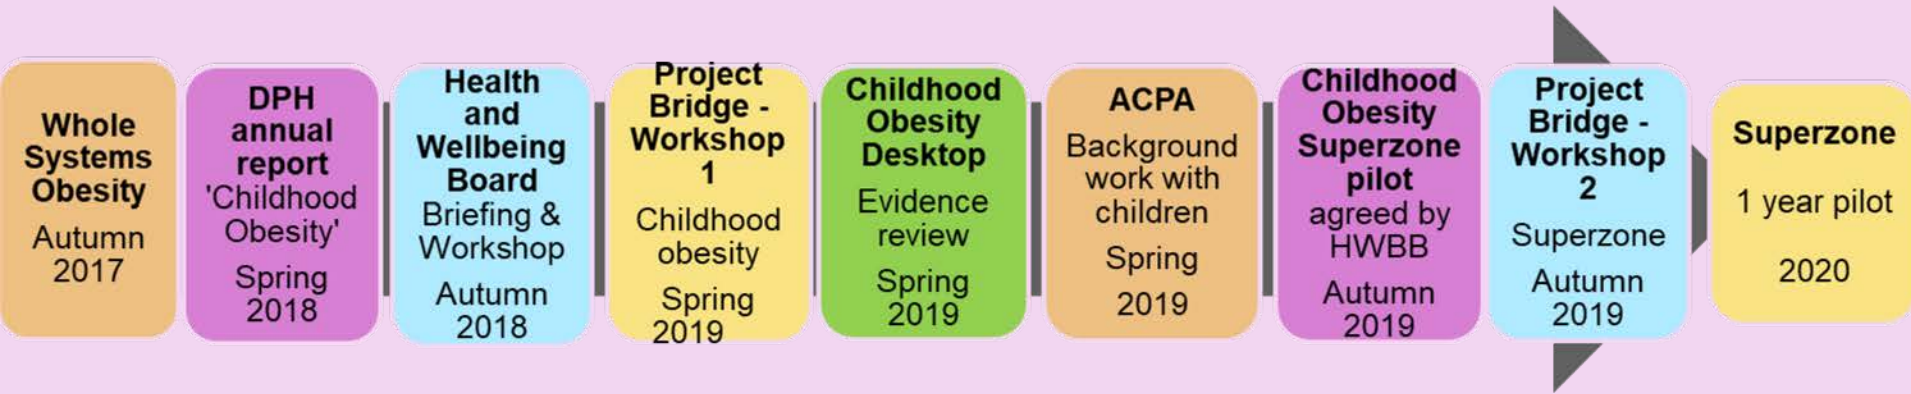 Whole
Systems
Obesity
Autumn
2017
DPH
annual
report
'Childhood
Obesity'
Spring
2018
Health
and
Wellbeing
Board
Briefing &
Workshop
Autumn
2018
Project
Bridge -
Workshop
1
Childhood
obesity
Spring
2019
Childhood
Obesity
Desktop
Evidence
review
Spring
2019
ACPA
Background
work with
children
Spring
2019
Childhood
Obesity
Superzone
pilot
agreed by
HWBB
Autumn
2019
Project
Bridge -
Workshop
2
Superzone
Autumn
2019
Superzone
1 year pilot
2020